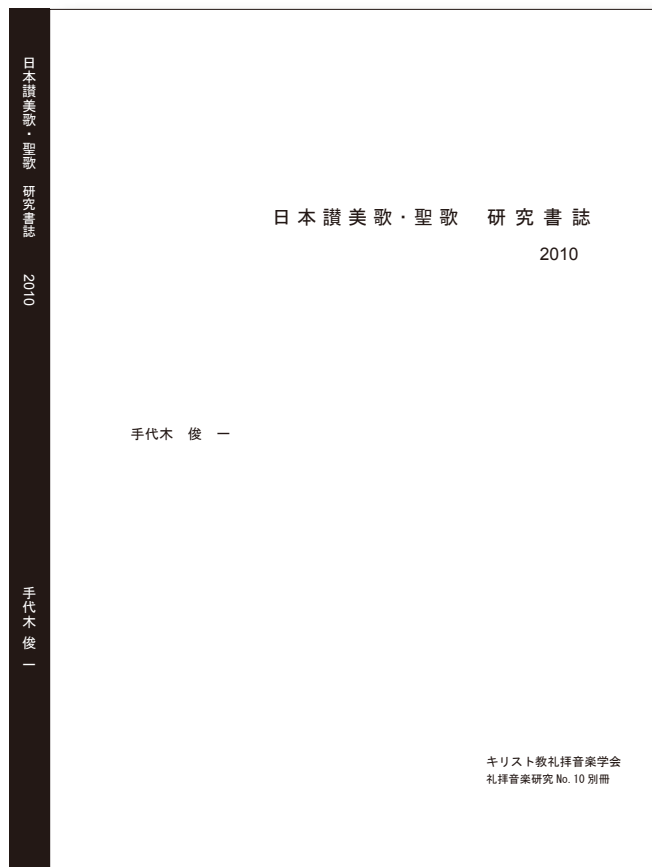 日本讃美歌・聖歌 研究書誌 2010
手代木 俊 一
日本讃美歌・聖歌 研究書誌
2010
手代木 俊 一
キリスト教礼拝音楽学会
礼拝音楽研究 No. 10 別冊